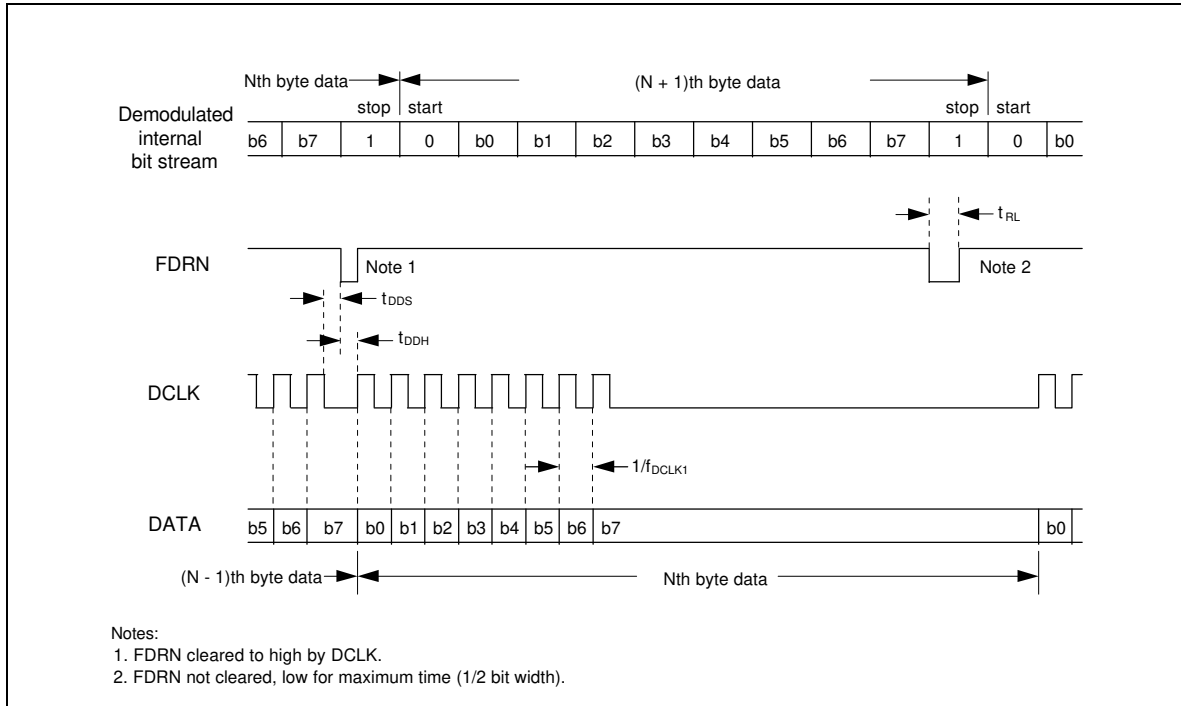 Nth byte data (N + 1)th byte data
stop start stop start
Demodulated
internal
bit stream
b6 b7 1 0 b0 b1 b2 b3 b4 b5 b6 b7 1 0 b0
tRL
FDRN Note 1 Note 2
tDDS
tDDH
DCLK
1/fDCLK1
DATA b5 b6 b7 b0 b1 b2 b3 b4 b5 b6 b7 b0
(N - 1)th byte data Nth byte data
Notes:
1. FDRN cleared to high by DCLK.
2. FDRN not cleared, low for maximum time (1/2 bit width).